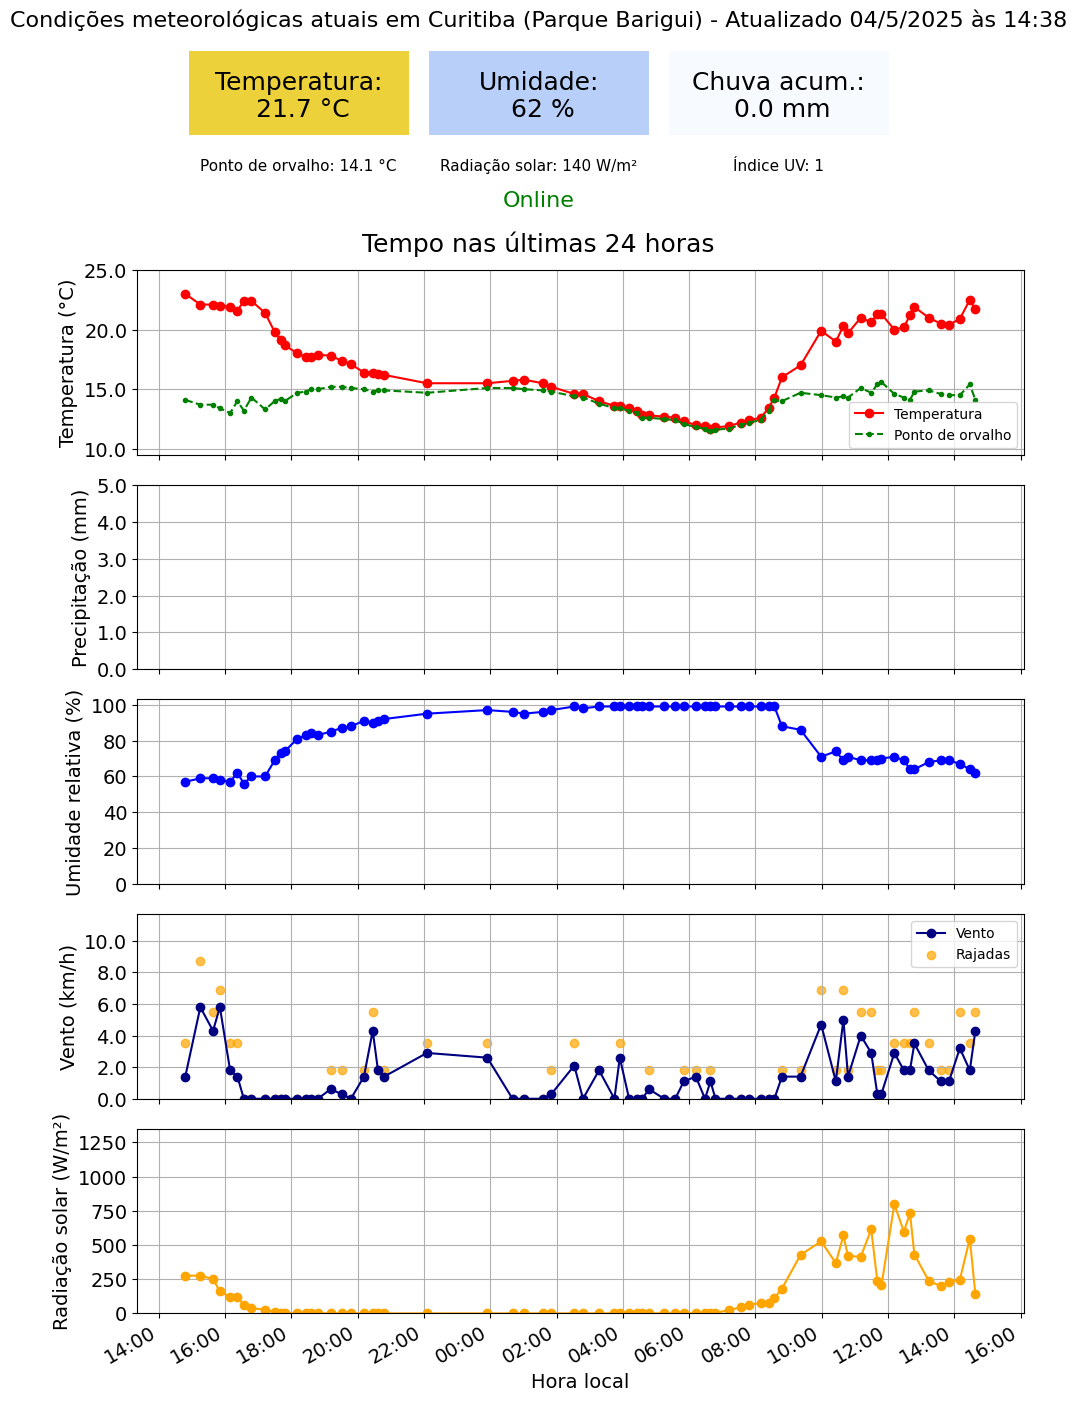 Condições meteorológicas atuais em Curitiba (Parque Barigui) - Atualizado 04/5/2025 às 14:38
Temperatura:
21.7 °C
Umidade:
62 %
Chuva acum.:
0.0 mm
Ponto de orvalho: 14.1 °C
Radiação solar: 140 W/m²
Índice UV: 1
Online
Tempo nas últimas 24 horas
Temperatura (°C)
25.0
20.0
15.0
10.0
Temperatura
Ponto de orvalho
Precipitação (mm)
5.0
4.0
3.0
2.0
1.0
0.0
Umidade relativa (%)
100
80
60
40
20
0
Vento (km/h)
10.0
8.0
6.0
4.0
2.0
0.0
Vento
Rajadas
Radiação solar (W/m²)
1250
1000
750
500
250
0
14:00
16:00
18:00
20:00
22:00
00:00
02:00
04:00
06:00
08:00
10:00
12:00
14:00
16:00
Hora local